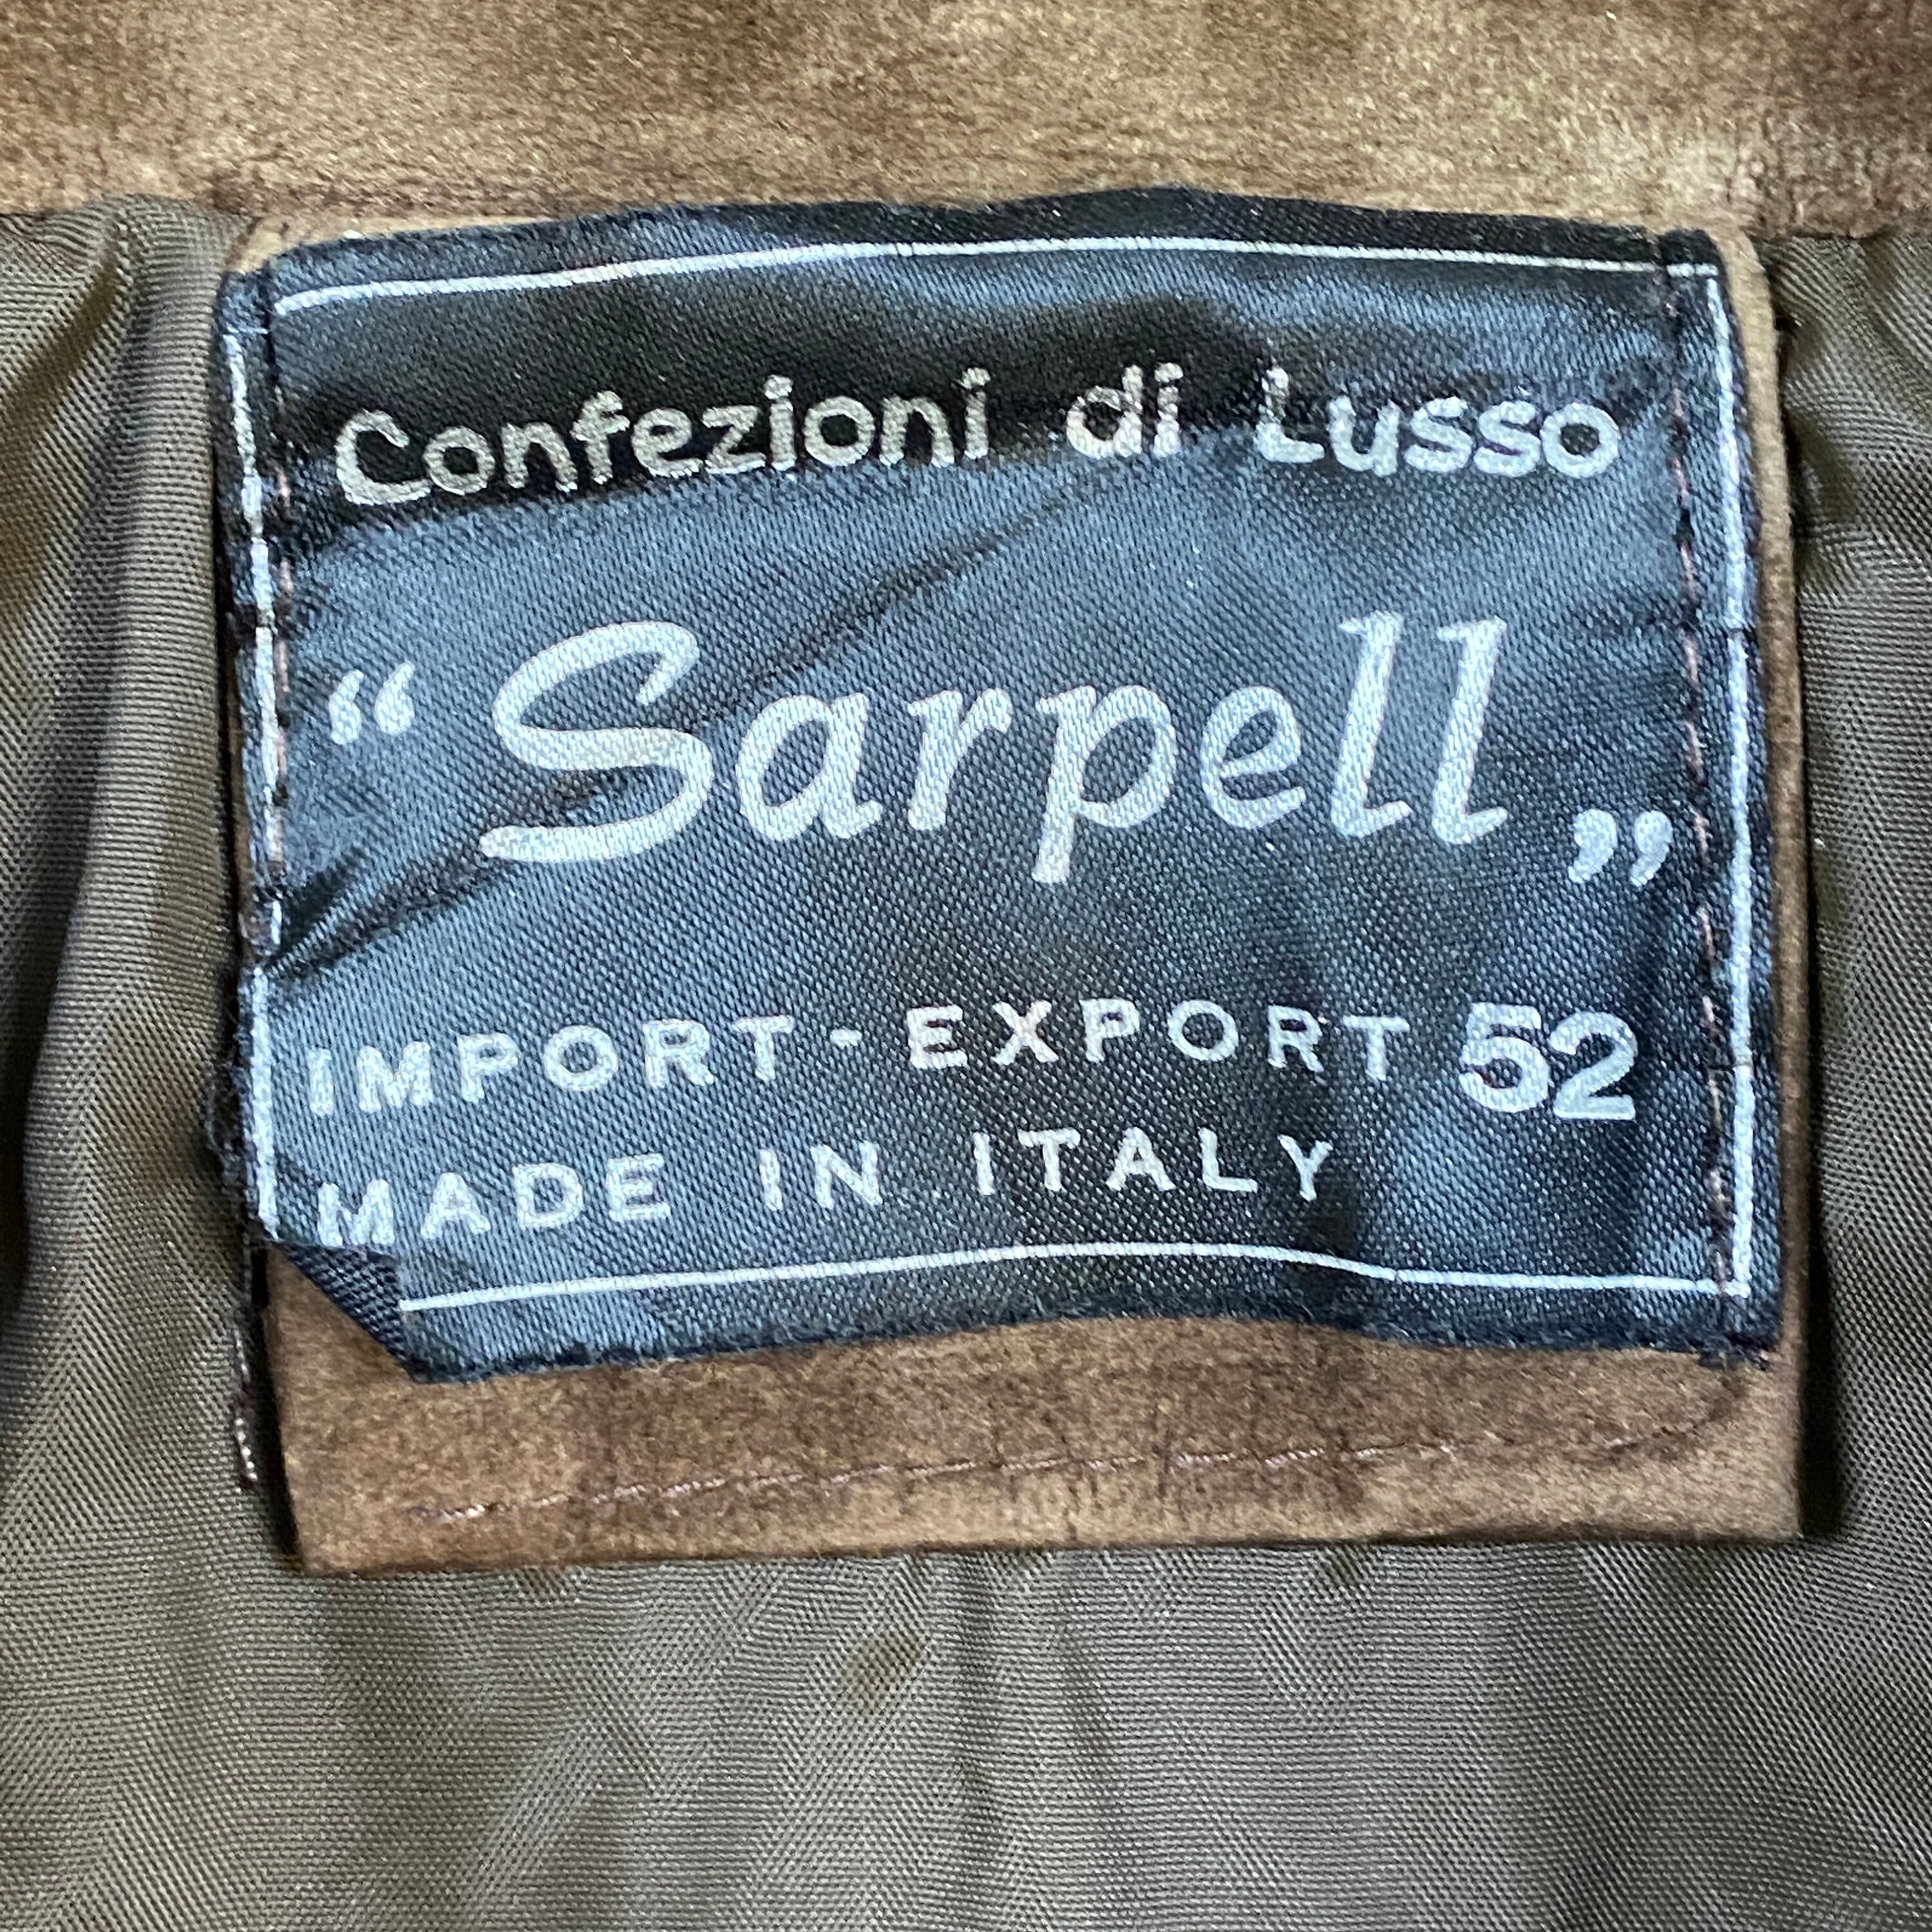 Confezioni di Lusso
“Sarpell„
IMPORT-EXPORT 52
MADE IN ITALY